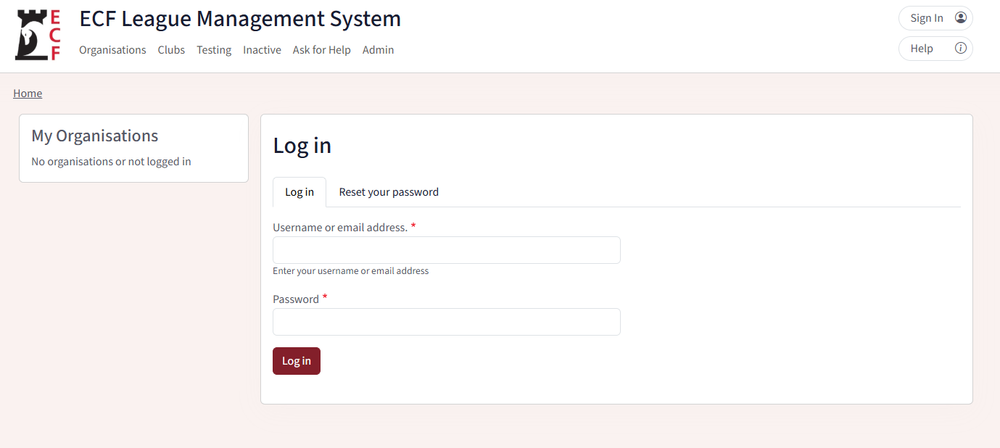 ECF
ECF League Management System
Organisations Clubs Testing Inactive Ask for Help Admin
Sign In
Help
Home
My Organisations
No organisations or not logged in
Log in
Log in Reset your password
Username or email address. *
Enter your username or email address
Password *
Log in